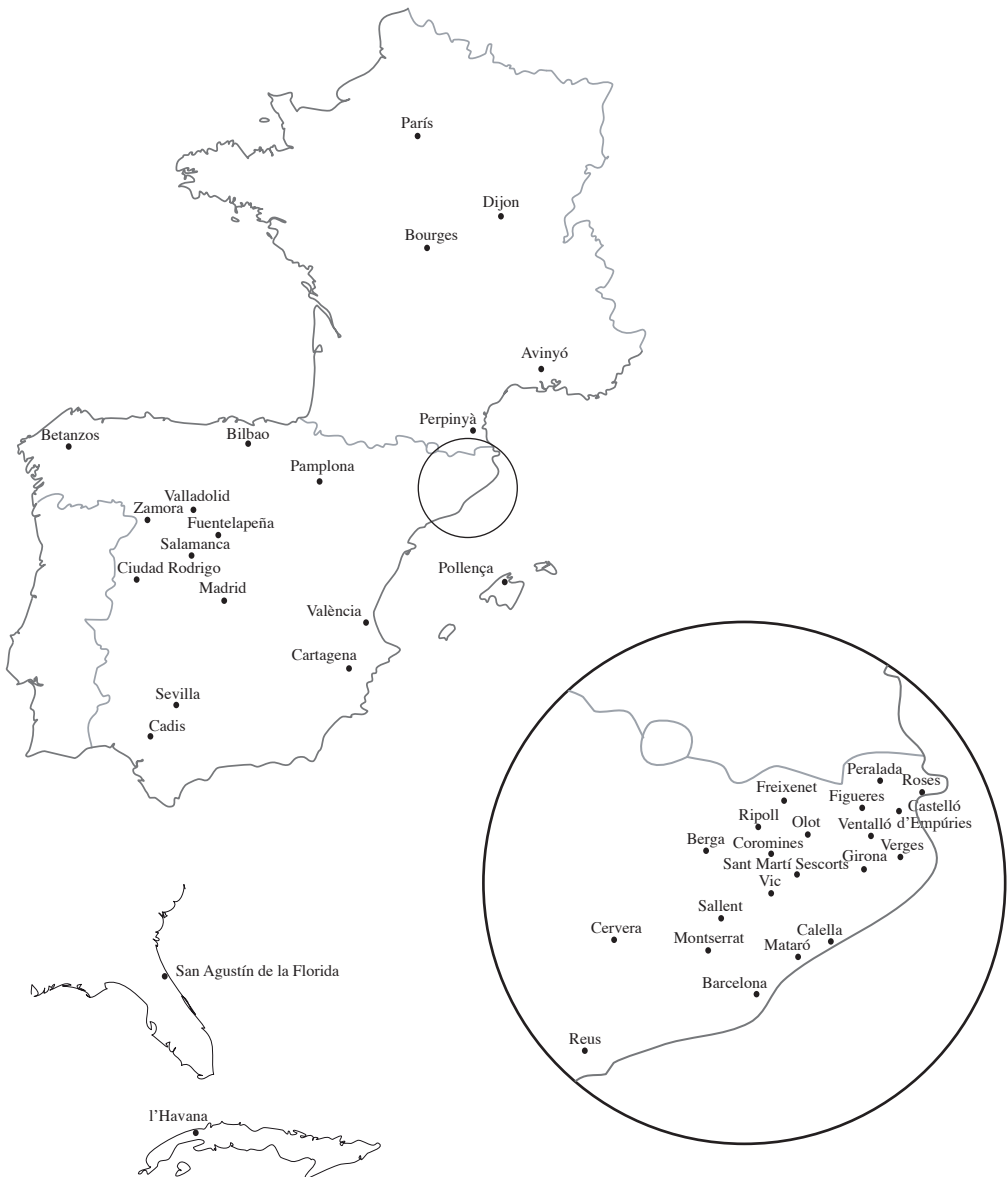 París
Dijon
Bourges
Avinyó
Perpinyà
Betanzos
Bilbao
Pamplona
Valladolid
Zamora
Fuentelapeña
Salamanca
Ciudad Rodrigo
Madrid
Pollença
València
Cartagena
Sevilla
Cadis
Peralada
Roses
Freixenet
Figueres
Castelló
d'Empúries
Ripoll
Olot
Ventalló
Berga
Coromines
Verges
Sant Martí Sescorts
Girona
Vic
Sallent
Cervera
Montserrat
Calella
Mataró
Barcelona
Reus
San Agustín de la Florida
l'Havana